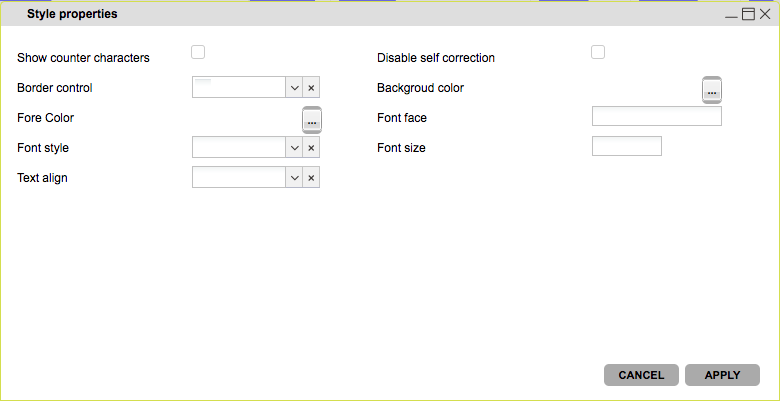 Style properties
Show counter characters
Disable self correction
Border control
Backgroud color
...
Fore Color
...
Font face
Font style
Font size
Text align
CANCEL
APPLY